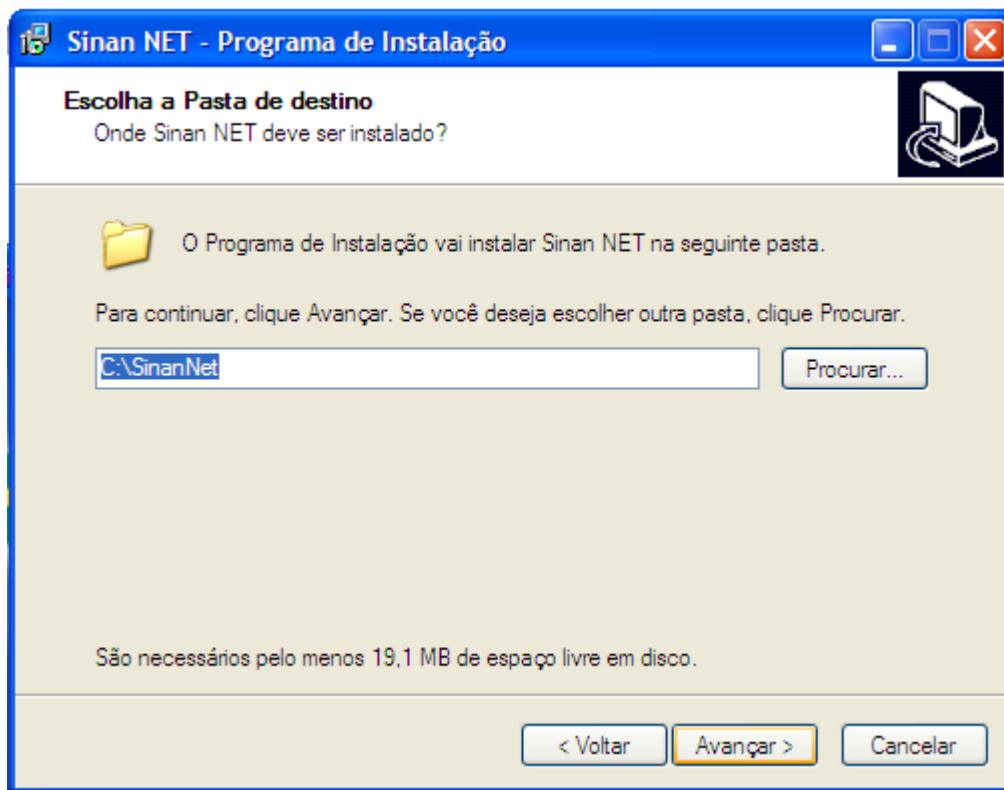 Sinan NET - Programa de Instalação
Escolha a Pasta de destino
Onde Sinan NET deve ser instalado?
O Programa de Instalação vai instalar Sinan NET na seguinte pasta.
Para continuar, clique Avançar. Se você deseja escolher outra pasta, clique Procurar.
C:\SinanNet
Procurar...
São necessários pelo menos 19,1 MB de espaço livre em disco.
< Voltar
Avançar >
Cancelar